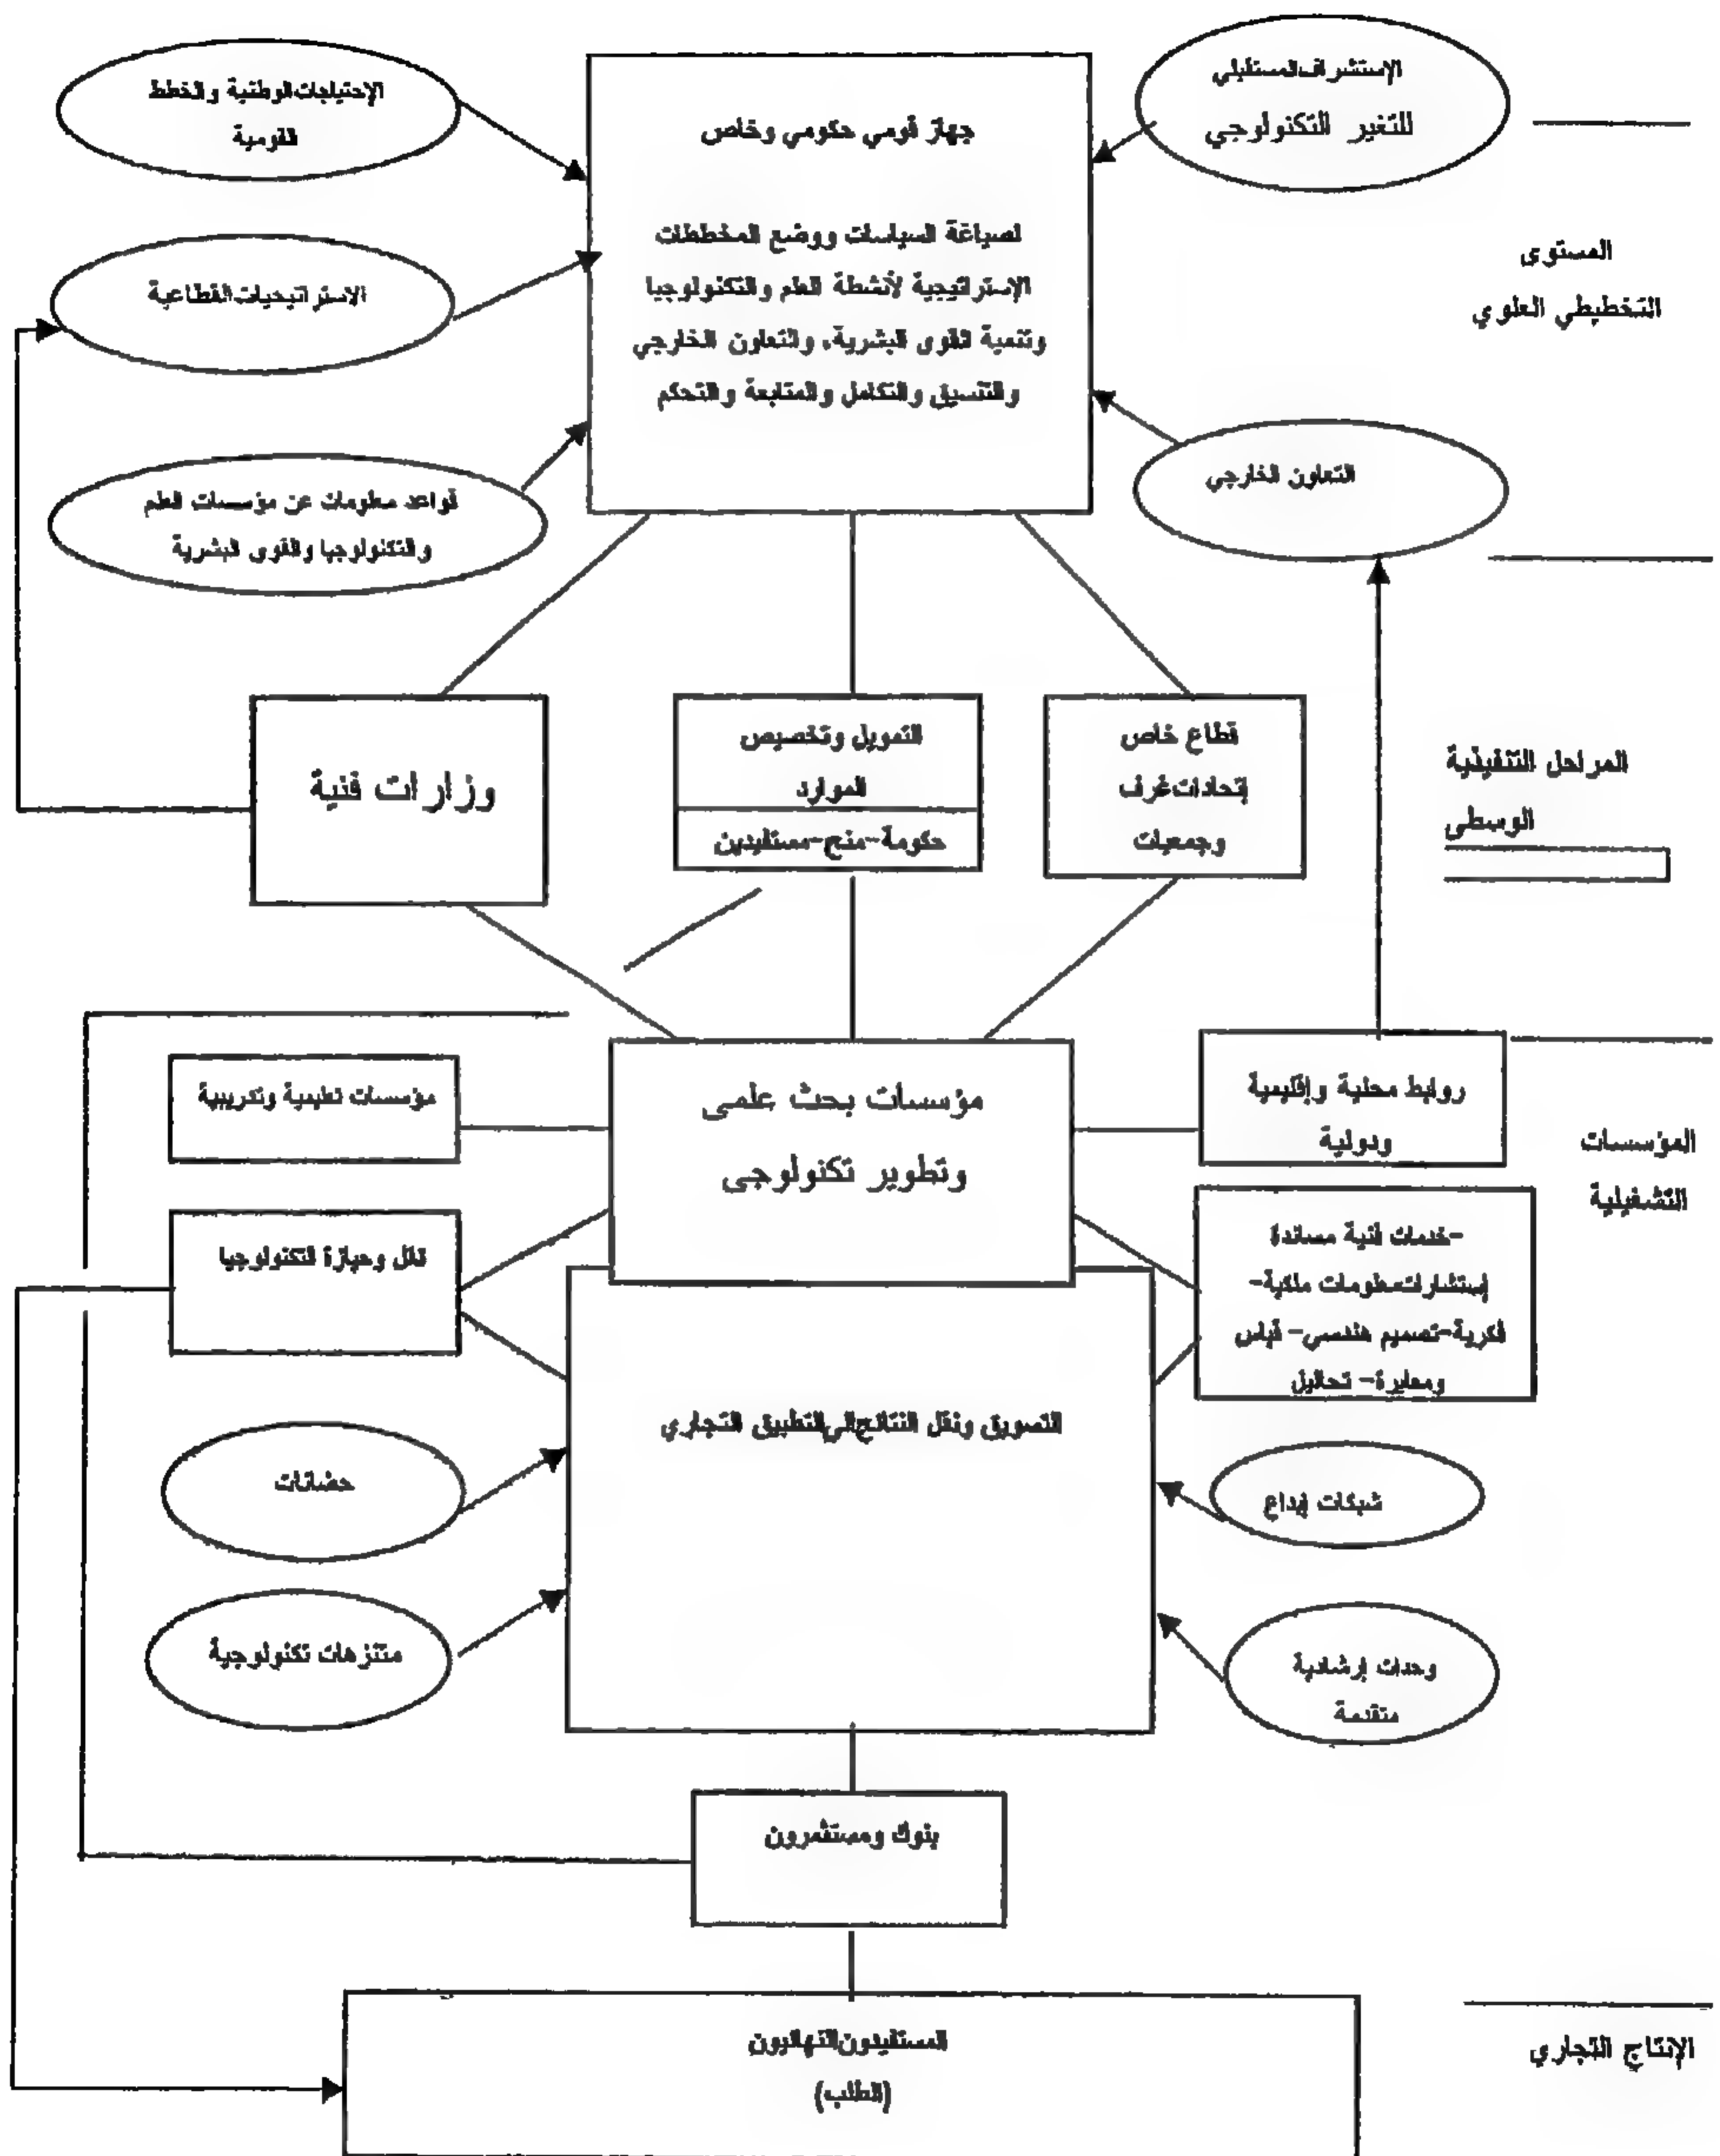 الإستشراف المستقبلي
للتغير التكنولوجي
جهاز قومي حكومي وخاص
لصياغة السياسات ووضع المخططات
الإستراتيجية لأنشطة العلم والتكنولوجيا
وتنمية القوى البشرية، والتعاون الخارجي
والتنسيق والتكامل والمتابعة والتحكم
الإحتياجات الوطنية والخطط
القومية
المستوى
التخطيطي العلوي
الاستراتيجيات القطاعية
التعاون الخارجي
قواعد معلومات عن مؤسسات العلم
والتكنولوجيا والقوى البشرية
المراحل التنفيذية
الوسطى
قطاع خاص
إتحادات غرف
وجمعيات
التمويل وتخصيص
الموارد
حكومة-منح-مستفيدين
وزارات فنية
المؤسسات
التشغيلية
روابط محلية وإقليمية
ودولية
مؤسسات بحث علمى
وتطوير تكنولوجى
مؤسسات تعليمية وتدريبية
-خدمات فنية مساندة
إستشارات معلومات ملكية-
فكرية-تصميم هندسي- قياس
ومعايرة- تحاليل
نقل وحيازة التكنولوجيا
التسويق ونقل النتائج إلي التطبيق التجاري
شبكات إبداع
حضانات
وحدات إرشادية
متقدمة
متنزهات تكنولوجية
بنوك ومستثمرون
الإنتاج التجاري
المستفيدون النهائيون
(الطلب)